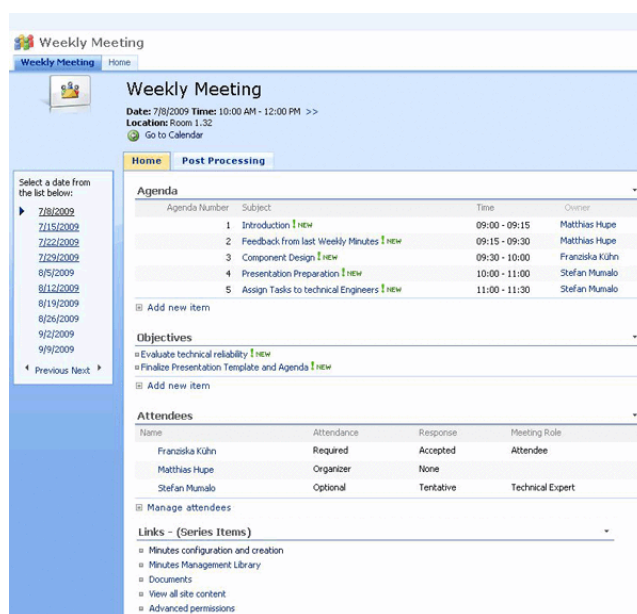 Weekly Meeting
Weekly Meeting Home
Weekly Meeting
Date: 7/8/2009 Time: 10:00 AM - 12:00 PM >>
Location: Room 1.32
Go to Calendar
Home Post Processing
Select a date from
the list below:
7/8/2009
7/15/2009
7/22/2009
7/29/2009
8/5/2009
8/12/2009
8/19/2009
8/26/2009
9/2/2009
9/9/2009
Previous Next
Agenda
Agenda Number Subject Time Owner
1 Introduction ! NEW 09:00 - 09:15 Matthias Hupe
2 Feedback from last Weekly Minutes ! NEW 09:15 - 09:30 Matthias Hupe
3 Component Design ! NEW 09:30 - 10:00 Franziska Kühn
4 Presentation Preparation ! NEW 10:00 - 11:00 Stefan Mumalo
5 Assign Tasks to technical Engineers ! NEW 11:00 - 11:30 Stefan Mumalo
Add new item
Objectives
Evaluate technical reliability ! NEW
Finalize Presentation Template and Agenda ! NEW
Add new item
Attendees
Name Attendance Response Meeting Role
Franziska Kühn Required Accepted Attendee
Matthias Hupe Organizer None
Stefan Mumalo Optional Tentative Technical Expert
Manage attendees
Links - (Series Items)
Minutes configuration and creation
Minutes Management Library
Documents
View all site content
Advanced permissions